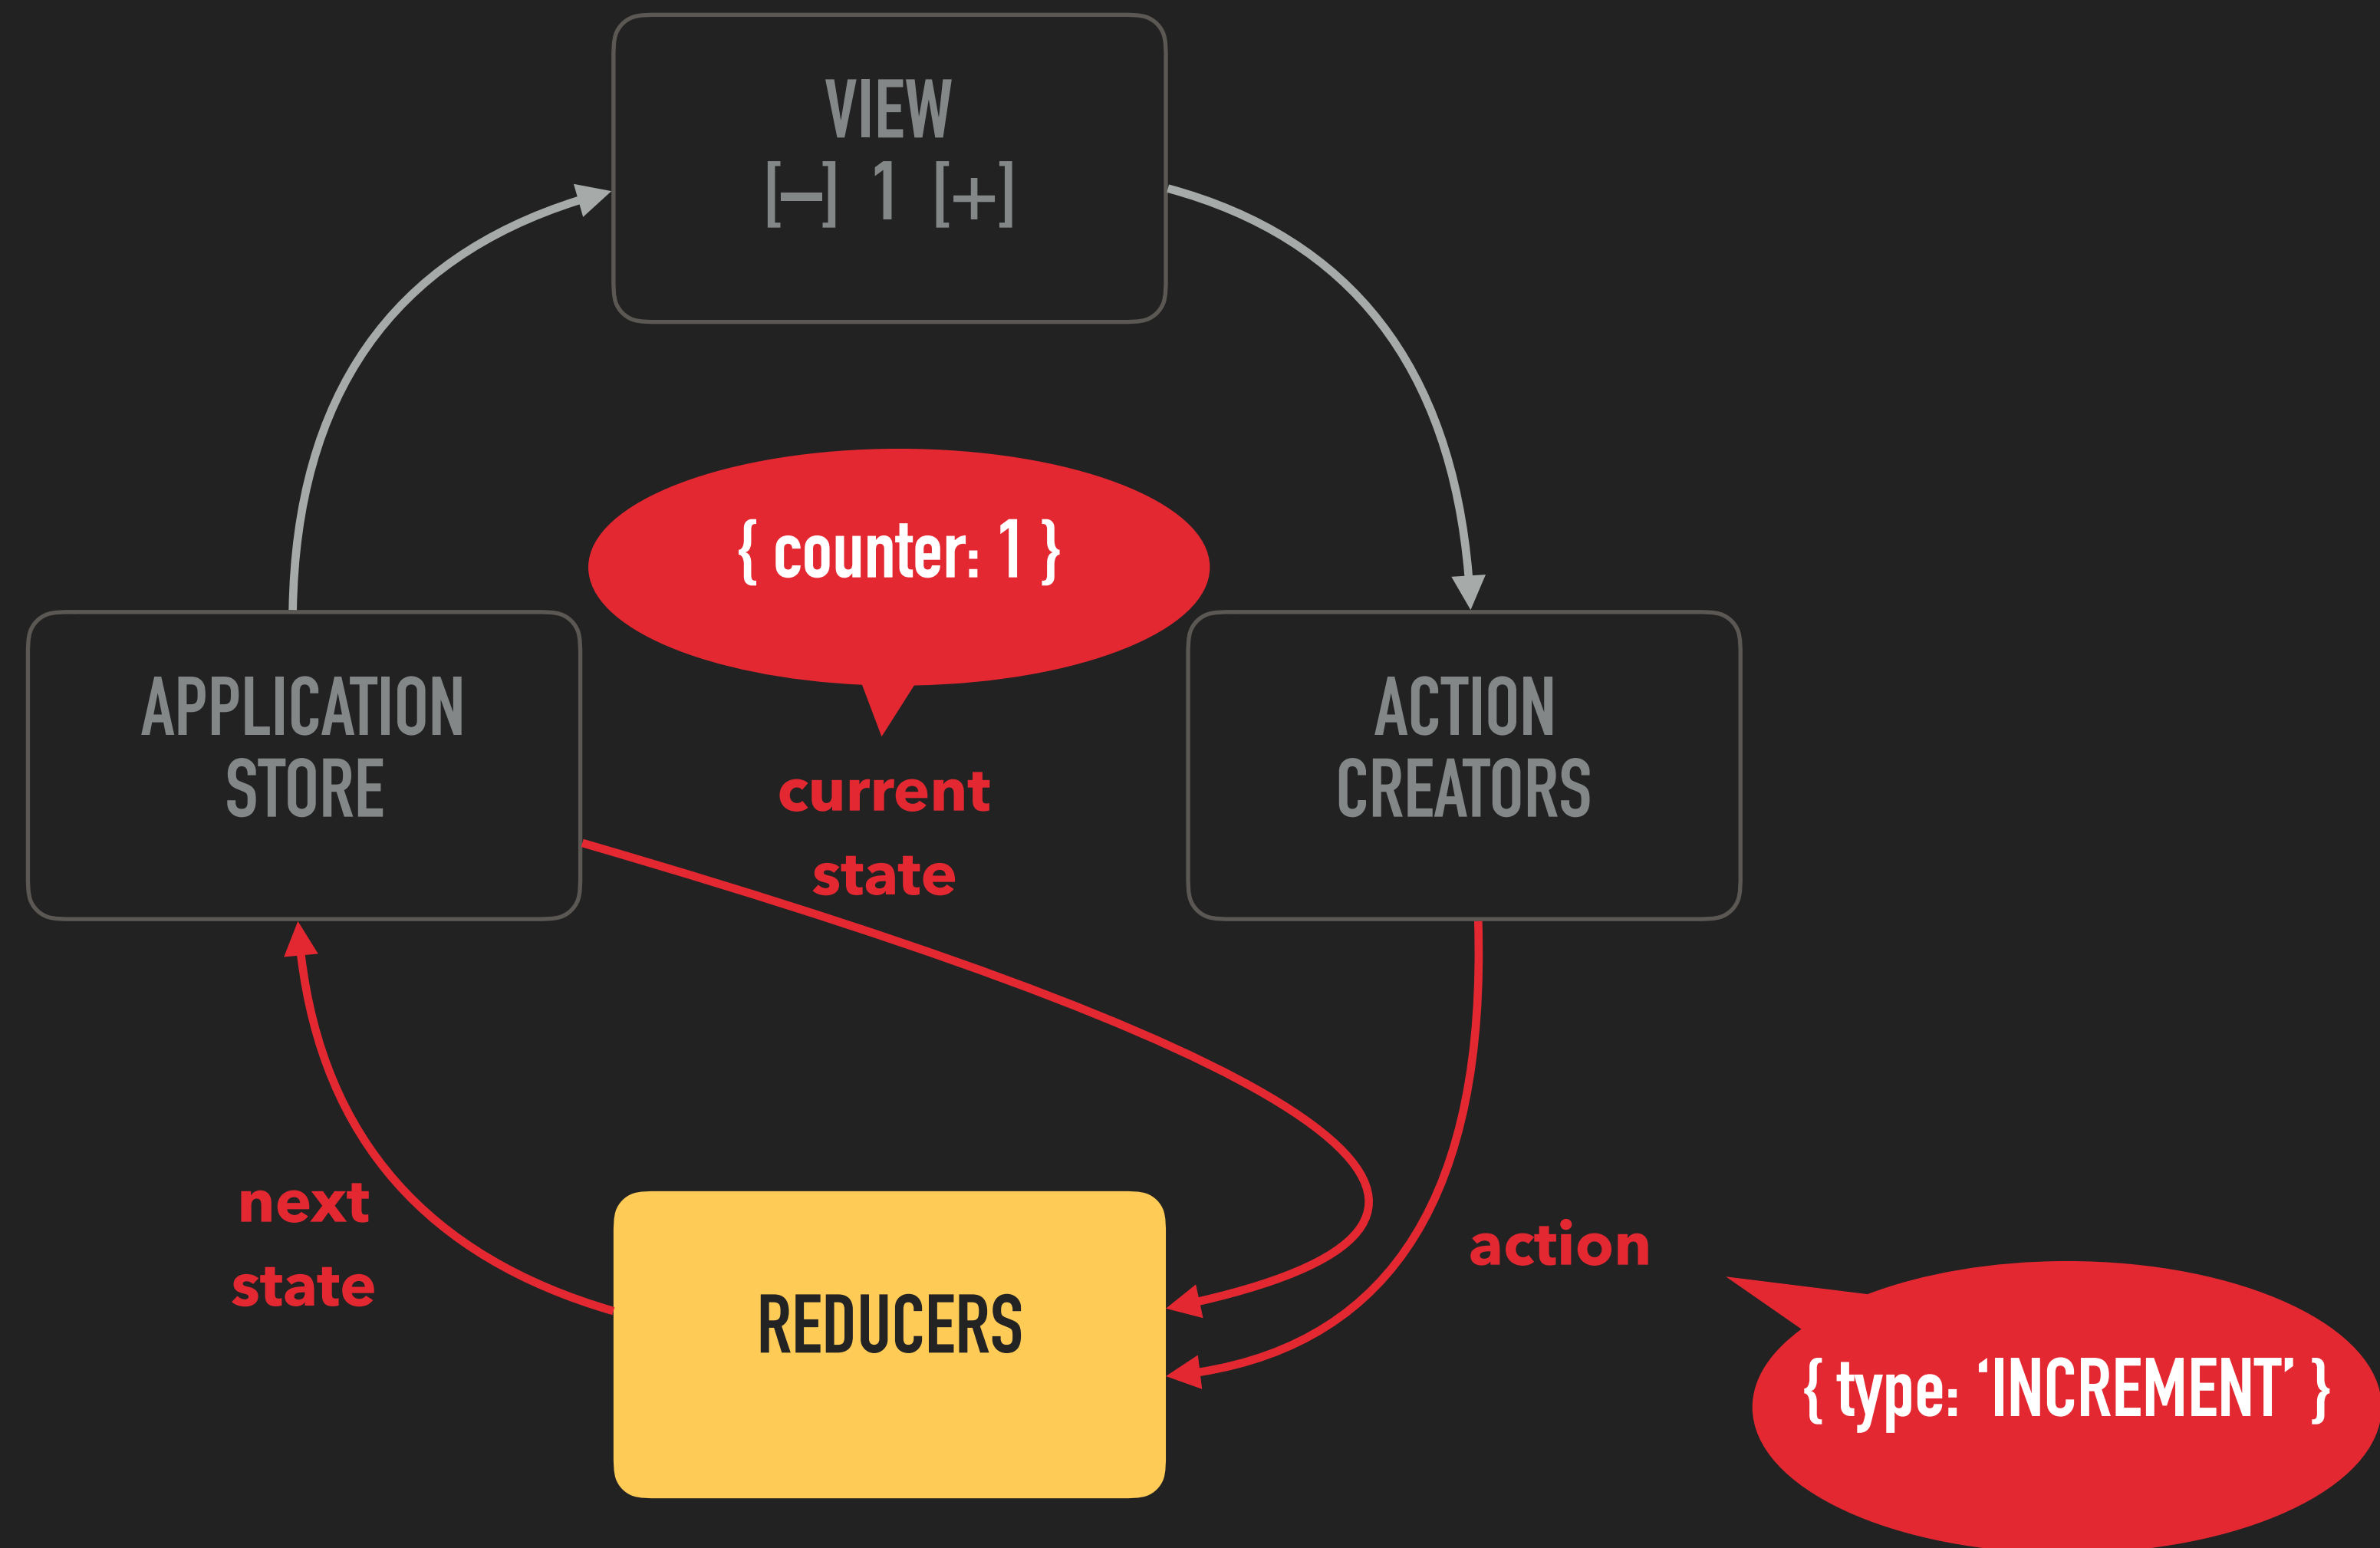 VIEW
[–] 1 [+]
{ counter: 1 }
APPLICATION
STORE
current
state
ACTION
CREATORS
next
state
REDUCERS
action
{ type: ‘INCREMENT’ }